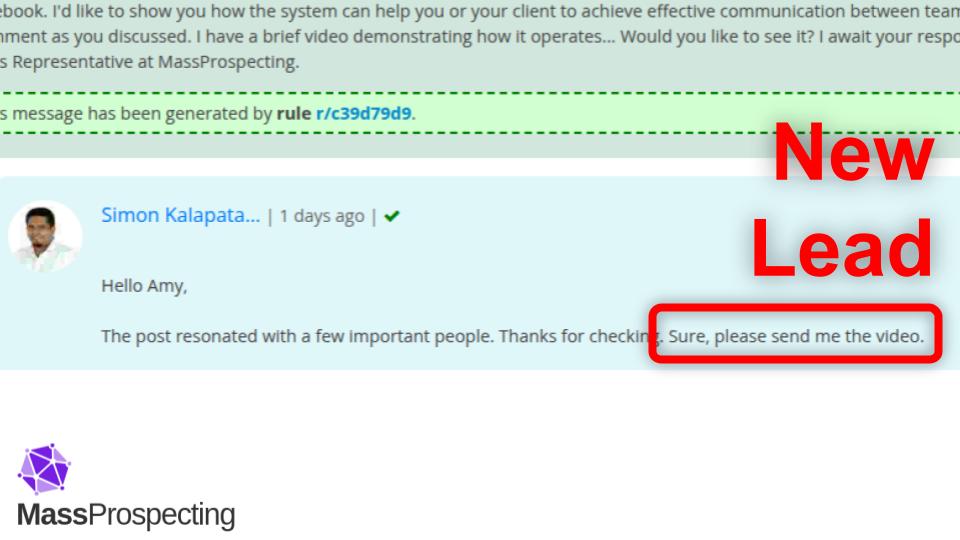 ebook. I'd like to show you how the system can help you or your client to achieve effective communication between team
nment as you discussed. I have a brief video demonstrating how it operates... Would you like to see it? I await your respo
s Representative at MassProspecting.
s message has been generated by rule r/c39d79d9.
New
Lead
Simon Kalapata... | 1 days ago | ✔
Hello Amy,
The post resonated with a few important people. Thanks for checking. Sure, please send me the video.
MassProspecting